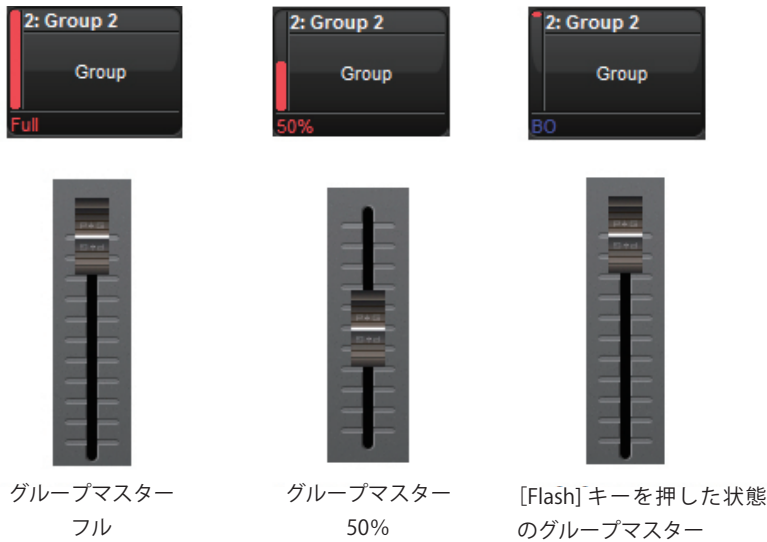 2: Group 2
Group
Full
2: Group 2
Group
50%
2: Group 2
Group
BO
グループマスター
フル
グループマスター
50%
[Flash]キーを押した状態
のグループマスター